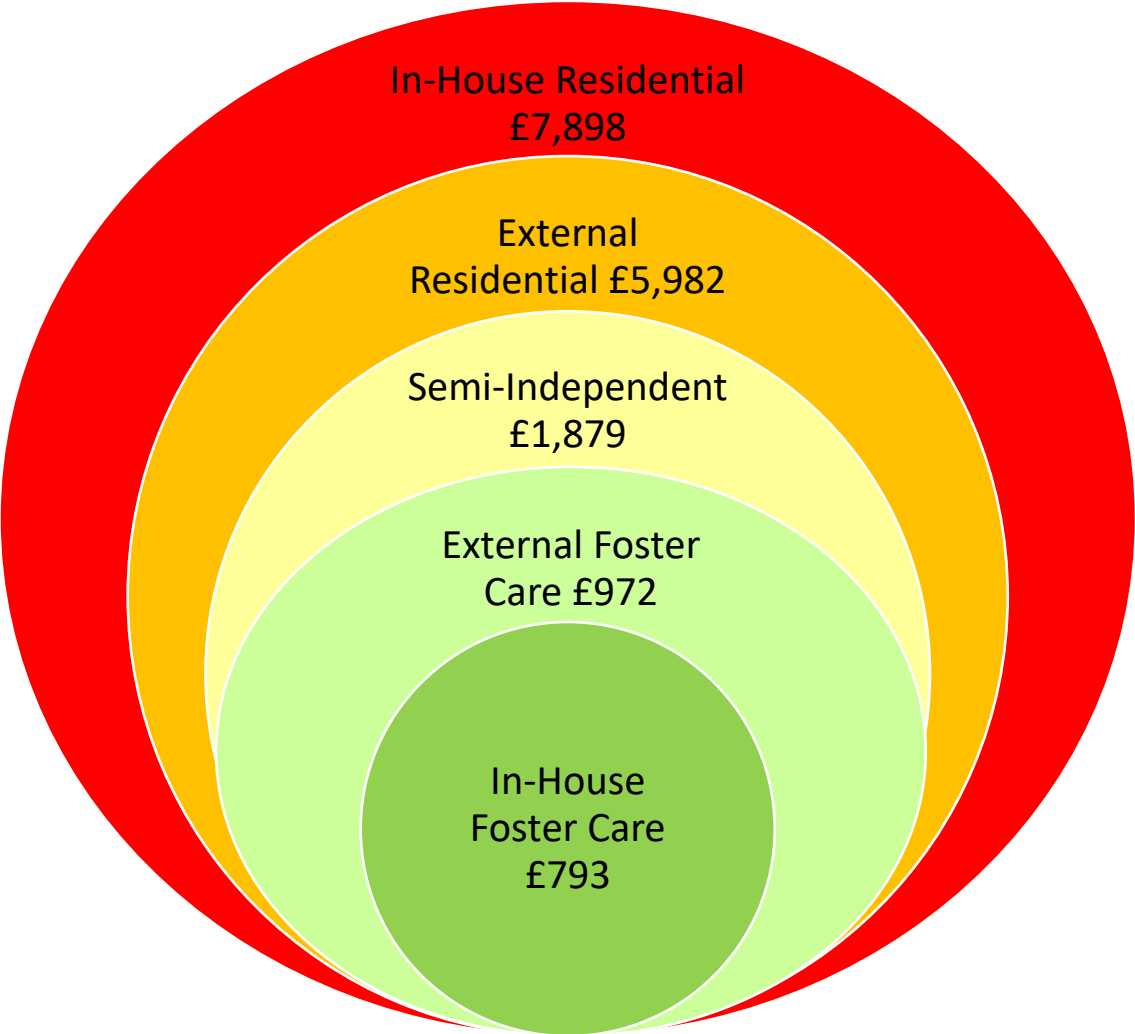 In-House Residential
£7,898
External
Residential £5,982
Semi-Independent
£1,879
External Foster
Care £972
In-House
Foster Care
£793